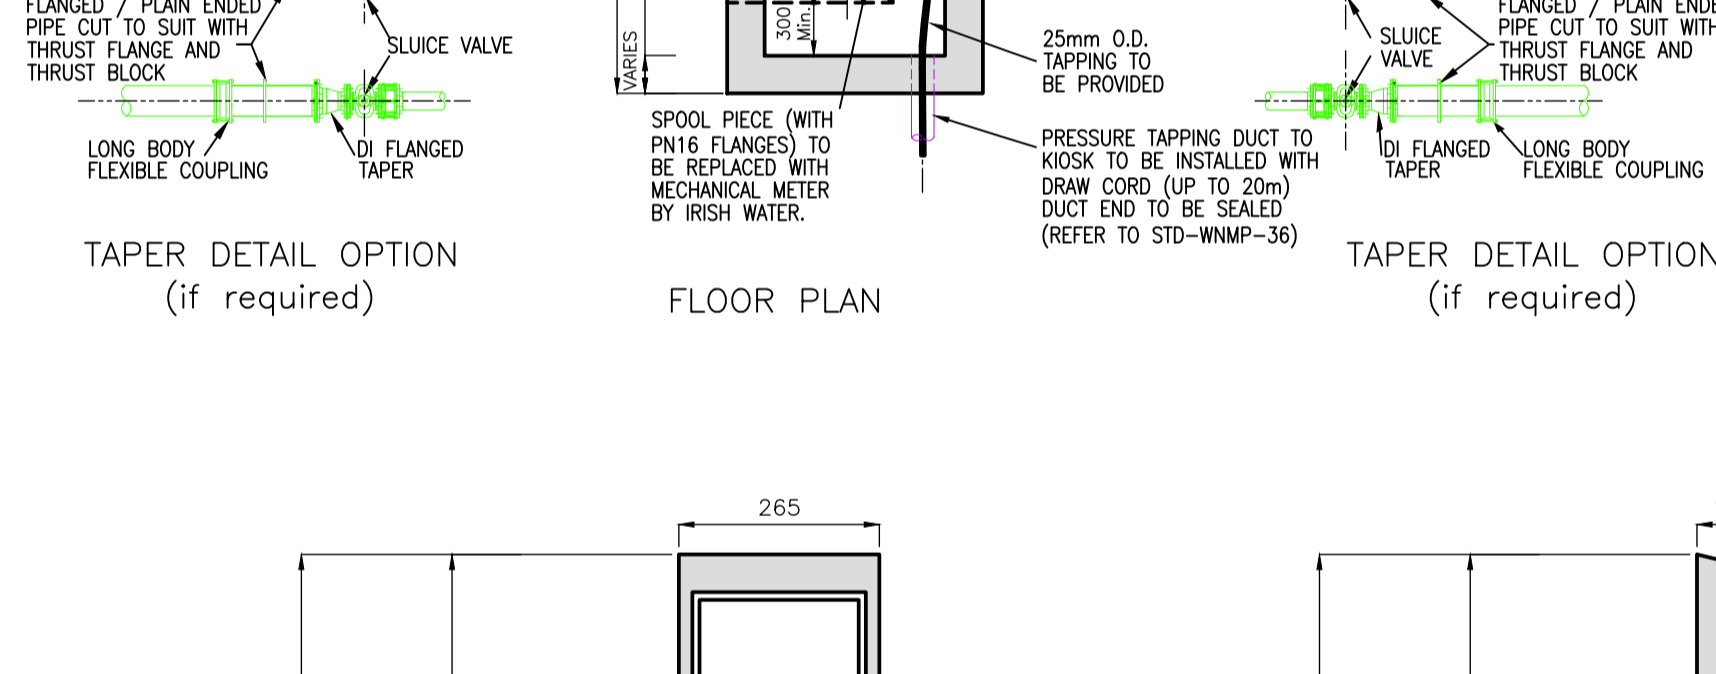 FLANGED / PLAIN ENDED
PIPE CUT TO SUIT WITH
THRUST FLANGE AND
THRUST BLOCK
SLUICE VALVE
LONG BODY
FLEXIBLE COUPLING
DI FLANGED
TAPER
TAPER DETAIL OPTION
(if required)
VARIES
300
Min.
25mm O.D.
TAPPING TO
BE PROVIDED
SPOOL PIECE (WITH
PN16 FLANGES) TO
BE REPLACED WITH
MECHANICAL METER
BY IRISH WATER.
PRESSURE TAPPING DUCT TO
KIOSK TO BE INSTALLED WITH
DRAW CORD (UP TO 20m)
DUCT END TO BE SEALED
(REFER TO STD-WNMP-36)
FLOOR PLAN
SLUICE
VALVE
FLANGED / PLAIN ENDE
PIPE CUT TO SUIT WITH
THRUST FLANGE AND
THRUST BLOCK
DI FLANGED
TAPER
LONG BODY
FLEXIBLE COUPLING
TAPER DETAIL OPTION
(if required)
265